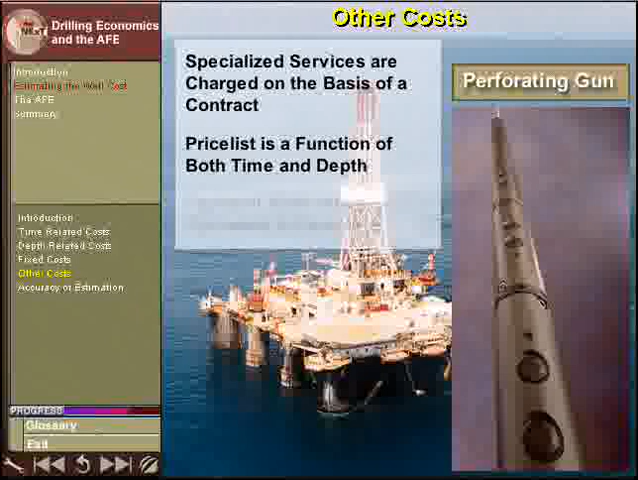 Other Costs
Drilling Economics
and the AFE
Introduction
Estimating the Well Cost
The AFE
Summary
Introduction
Time Related Costs
Depth Related Costs
Fixed Costs
Other Costs
Accuracy of Estimation
PROGRESS
Glossary
Exit
Specialized Services are
Charged on the Basis of a
Contract
Pricelist is a Function of
Both Time and Depth
Perforating Gun